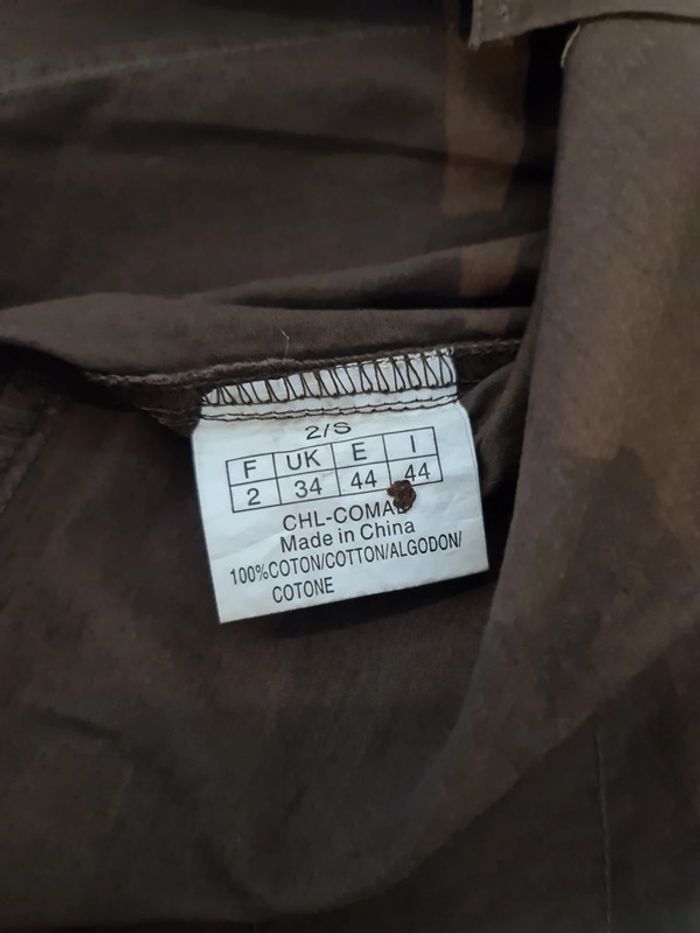 2/S
F UK E I
2 34 44 44
Made in China
100%COTON/COTTON/ALGODON/
COTONE